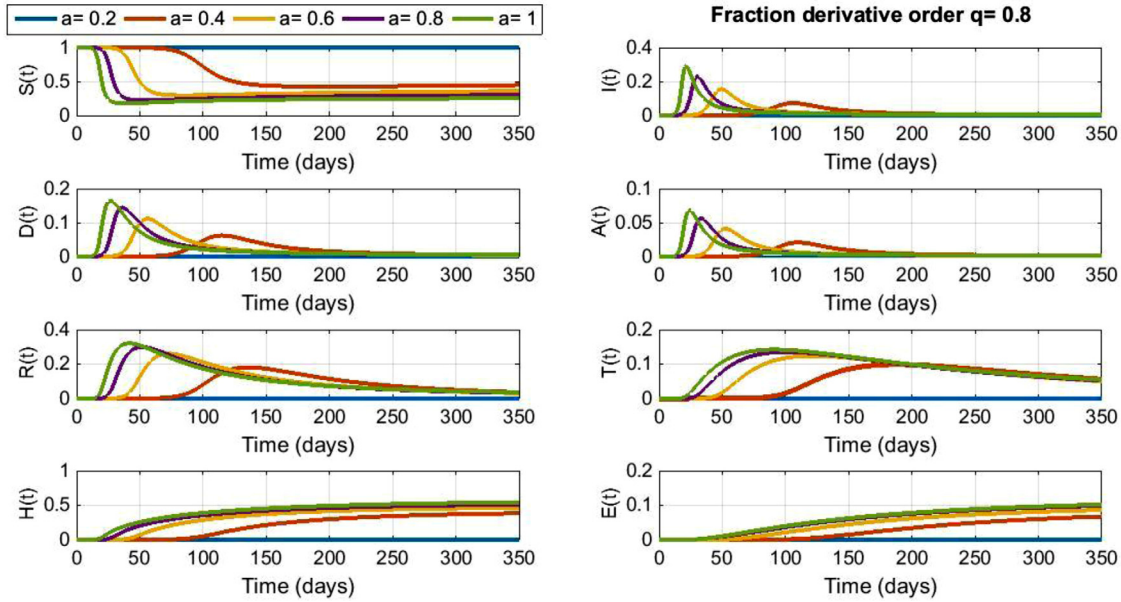 a= 0.2 a= 0.4 a= 0.6 a= 0.8 a= 1
Fraction derivative order q= 0.8
S(t)
1
0.5
0
0 50 100 150 200 250 300 350
Time (days)
I(t)
0.4
0.2
0
0 50 100 150 200 250 300 350
Time (days)
D(t)
0.2
0.1
0
0 50 100 150 200 250 300 350
Time (days)
A(t)
0.1
0.05
0
0 50 100 150 200 250 300 350
Time (days)
R(t)
0.4
0.2
0
0 50 100 150 200 250 300 350
Time (days)
T(t)
0.2
0.1
0
0 50 100 150 200 250 300 350
Time (days)
H(t)
1
0.5
0
0 50 100 150 200 250 300 350
Time (days)
E(t)
0.2
0.1
0
0 50 100 150 200 250 300 350
Time (days)